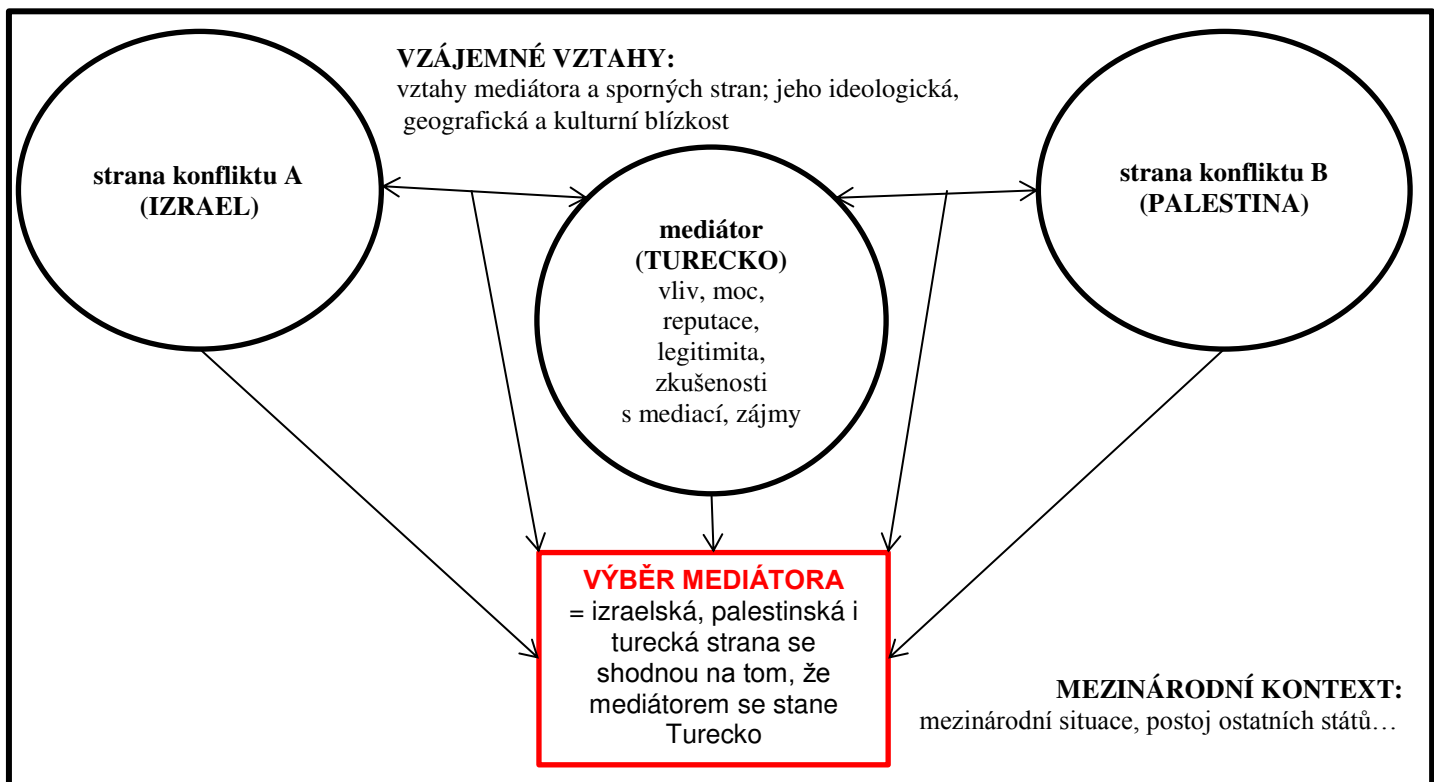 VZÁJEMNÉ VZTAHY:
vztahy mediátora a sporných stran; jeho ideologická,
geografická a kulturní blízkost
strana konfliktu A
(IZRAEL)
mediátor
(TURECKO)
vliv, moc,
reputace,
legitimita,
zkušenosti
s mediací, zájmy
strana konfliktu B
(PALESTINA)
VÝBĚR MEDIÁTORA
= izraelská, palestinská i
turecká strana se
shodnou na tom, že
mediátorem se stane
Turecko
MEZINÁRODNÍ KONTEXT:
mezinárodní situace, postoj ostatních států…